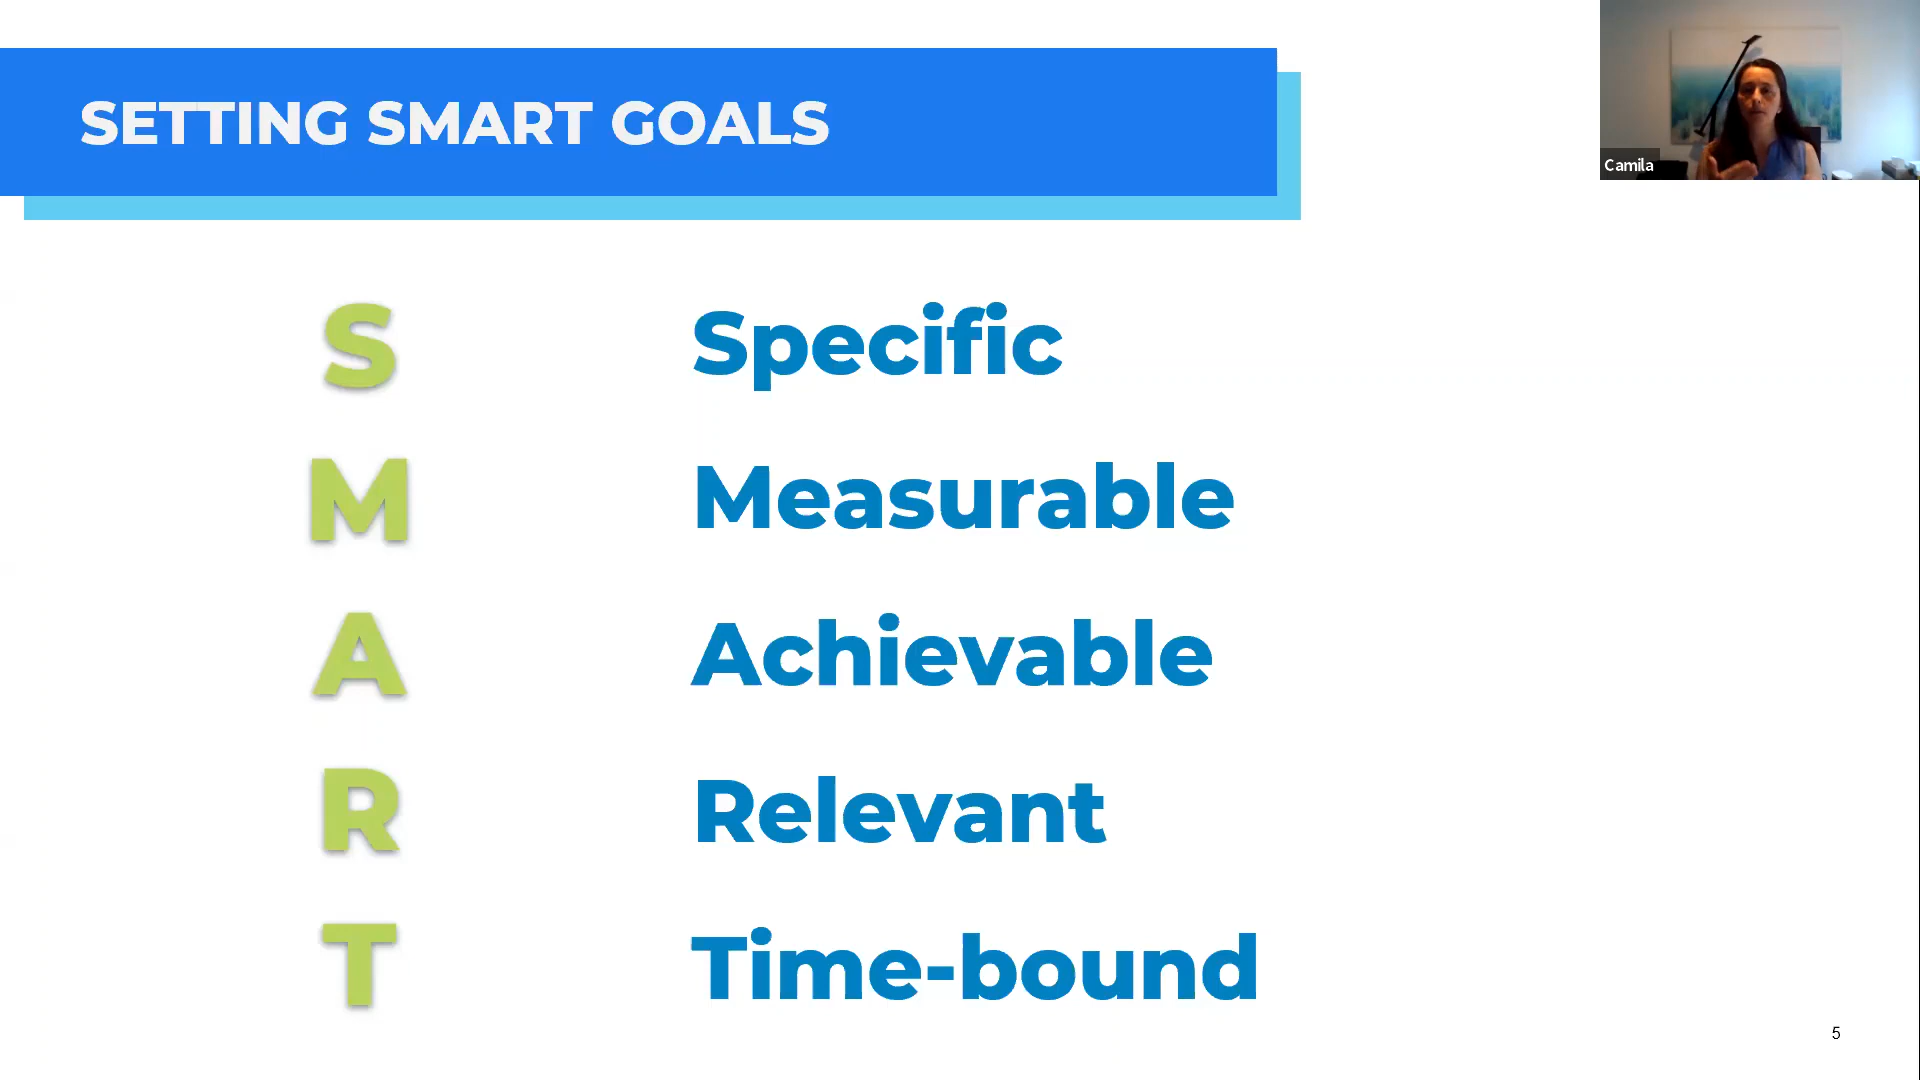 SETTING SMART GOALS
Camila
S Specific
M Measurable
A Achievable
R Relevant
T Time-bound
5